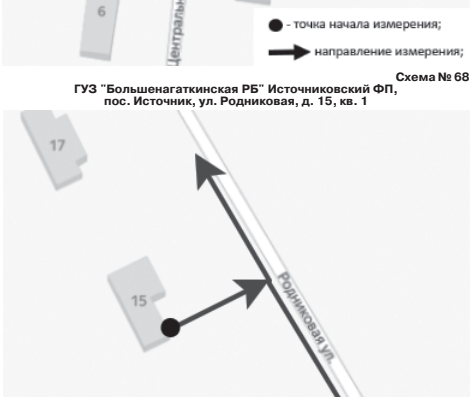 6
Центральн
- точка начала измерения;
направление измерения;
Схема № 68
ГУЗ "Большенагаткинская РБ" Источниковский ФП,
пос. Источник, ул. Родниковая, д. 15, кв. 1
17
15
Родниковая ул.